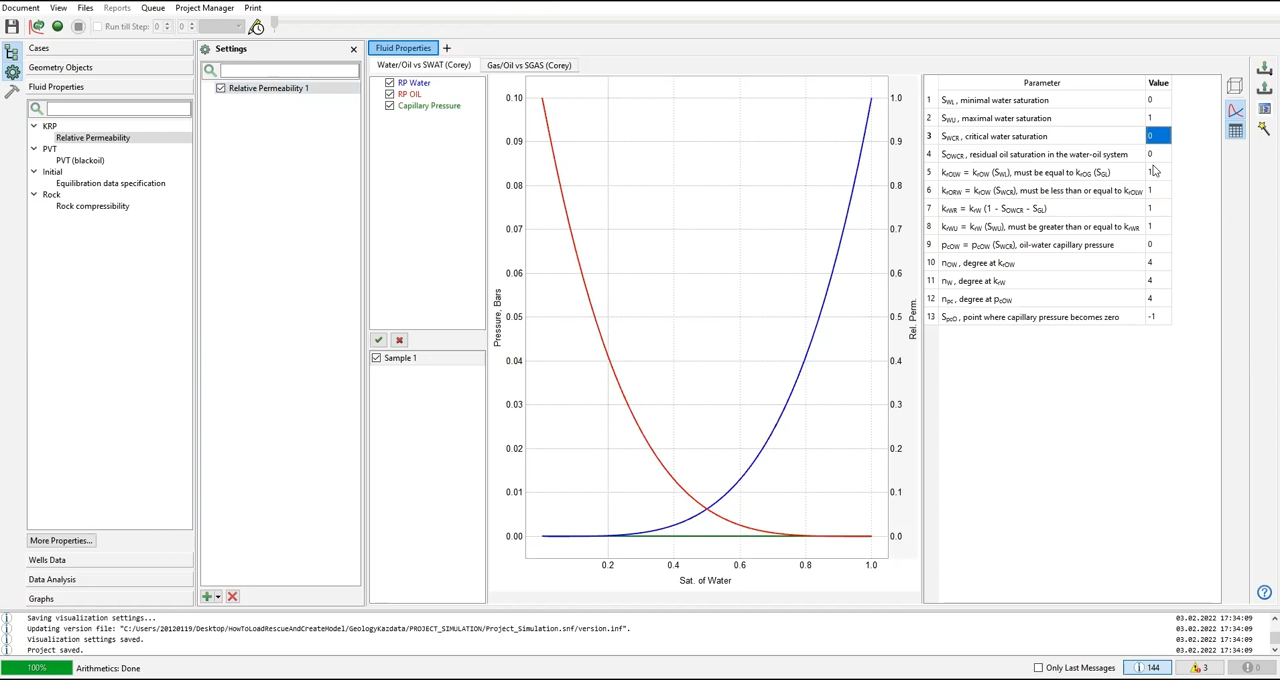 Document View Files Reports Queue Project Manager Print
Run till Step: 0 0
Cases
Geometry Objects
Fluid Properties
KRP
Relative Permeability
PVT
PVT (blackoil)
Initial
Equilibration data specification
Rock
Rock compressibility
More Properties...
Wells Data
Data Analysis
Graphs
Settings
Relative Permeability 1
Fluid Properties
Water/Oil vs SWAT (Corey) Gas/Oil vs SGAS (Corey)
RP Water
RP OIL
Capillary Pressure
Sample 1
Pressure, Bars
0.10
0.09
0.08
0.07
0.06
0.05
0.04
0.03
0.02
0.01
0.00
0.2 0.4 0.6 0.8 1.0
Sat. of Water
1.0
0.9
0.8
0.7
0.6
0.5
0.4
0.3
0.2
0.1
0.0
Rel. Perm.
Parameter Value
1 SWL, minimal water saturation 0
2 SWU, maximal water saturation 1
3 SWCR, critical water saturation 0
4 SOWCR, residual oil saturation in the water-oil system 0
5 krOLW = krOW (SWL), must be equal to krOG (SGL) 1
6 krORW = krOW (SWCR), must be less than or equal to krOLW 1
7 krWR = krW (1 - SOWCR - SGL) 1
8 krWU = krW (SWU), must be greater than or equal to krWR 1
9 pcOW = pcOW (SWCR), oil-water capillary pressure 0
10 nOW, degree at krOW 4
11 nW, degree at krW 4
12 npc, degree at pcOW 4
13 SpcO, point where capillary pressure becomes zero -1
Saving visualization settings... 03.02.2022 17:34:09
Updating version file: "C:/Users/20120119/Desktop/HowToLoadRescueAndCreateModel/GeologyKazdata/PROJECT_SIMULATION/Project_Simulation.snf/version.inf". 03.02.2022 17:34:09
Visualization settings saved. 03.02.2022 17:34:09
Project saved. 03.02.2022 17:34:09
100% Arithmetics: Done Only Last Messages 144 3 0